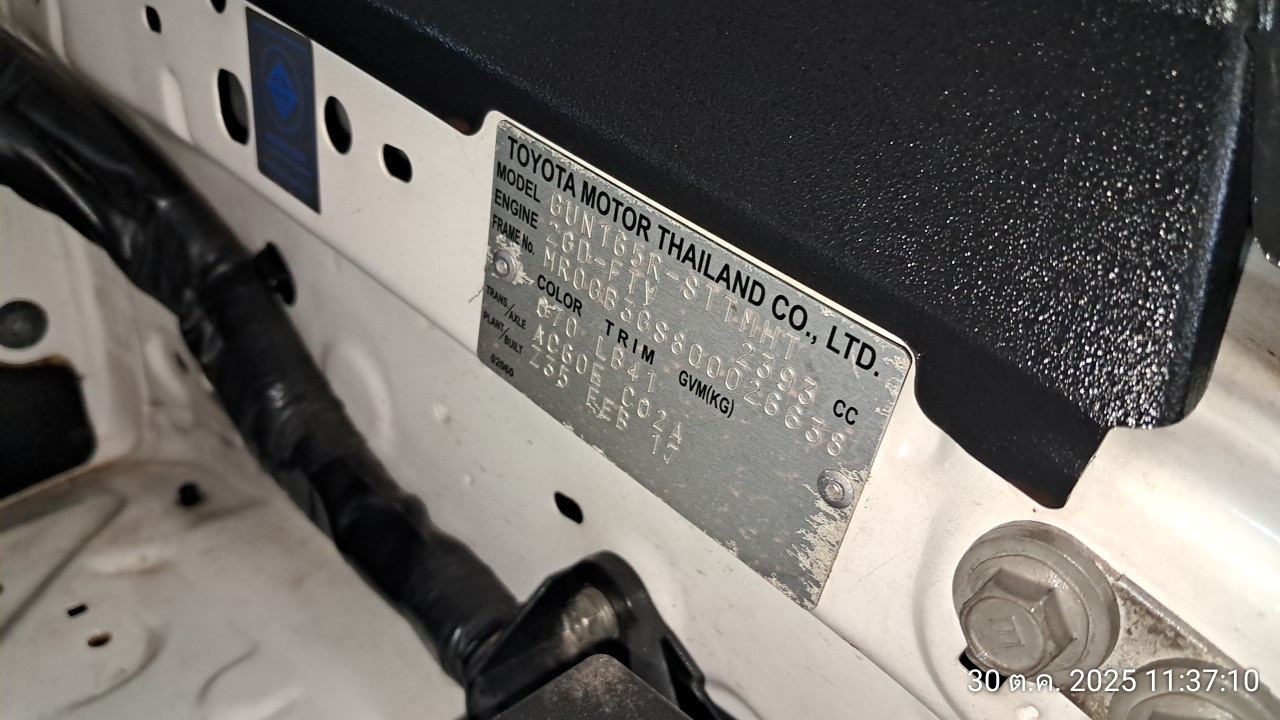 TOYOTA MOTOR THAILAND CO., LTD.
MODEL GUN165R-STTMHT
ENGINE 2GD-FTV 2393 CC
FRAME No. MR0GB3GS800026638
COLOR TRIM GVM(KG)
070 LB41
TRANS/AXLE AC60E C02A
PLANT/BUILT Z35 EEB 17
02060
30 ต.ค. 2025 11:37:10